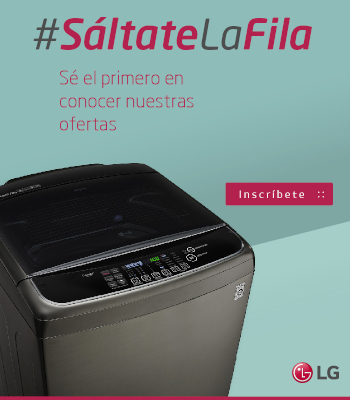 #SáltateLaFila
Sé el primero en
conocer nuestras
ofertas
Inscríbete
LG